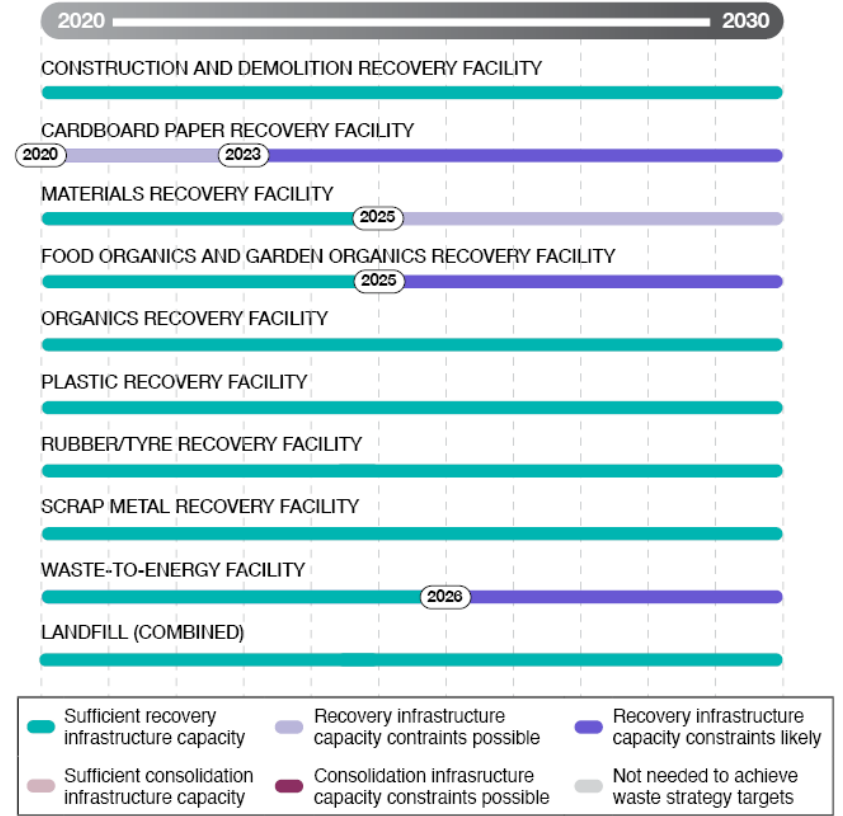 2020 2030
CONSTRUCTION AND DEMOLITION RECOVERY FACILITY
CARDBOARD PAPER RECOVERY FACILITY
2020 2023
MATERIALS RECOVERY FACILITY
2025
FOOD ORGANICS AND GARDEN ORGANICS RECOVERY FACILITY
2025
ORGANICS RECOVERY FACILITY
PLASTIC RECOVERY FACILITY
RUBBER/TYRE RECOVERY FACILITY
SCRAP METAL RECOVERY FACILITY
WASTE-TO-ENERGY FACILITY
2026
LANDFILL (COMBINED)
Sufficient recovery
infrastructure capacity
Recovery infrastructure
capacity contraints possible
Recovery infrastructure
capacity constraints likely
Sufficient consolidation
infrastructure capacity
Consolidation infrasructure
capacity constraints possible
Not needed to achieve
waste strategy targets